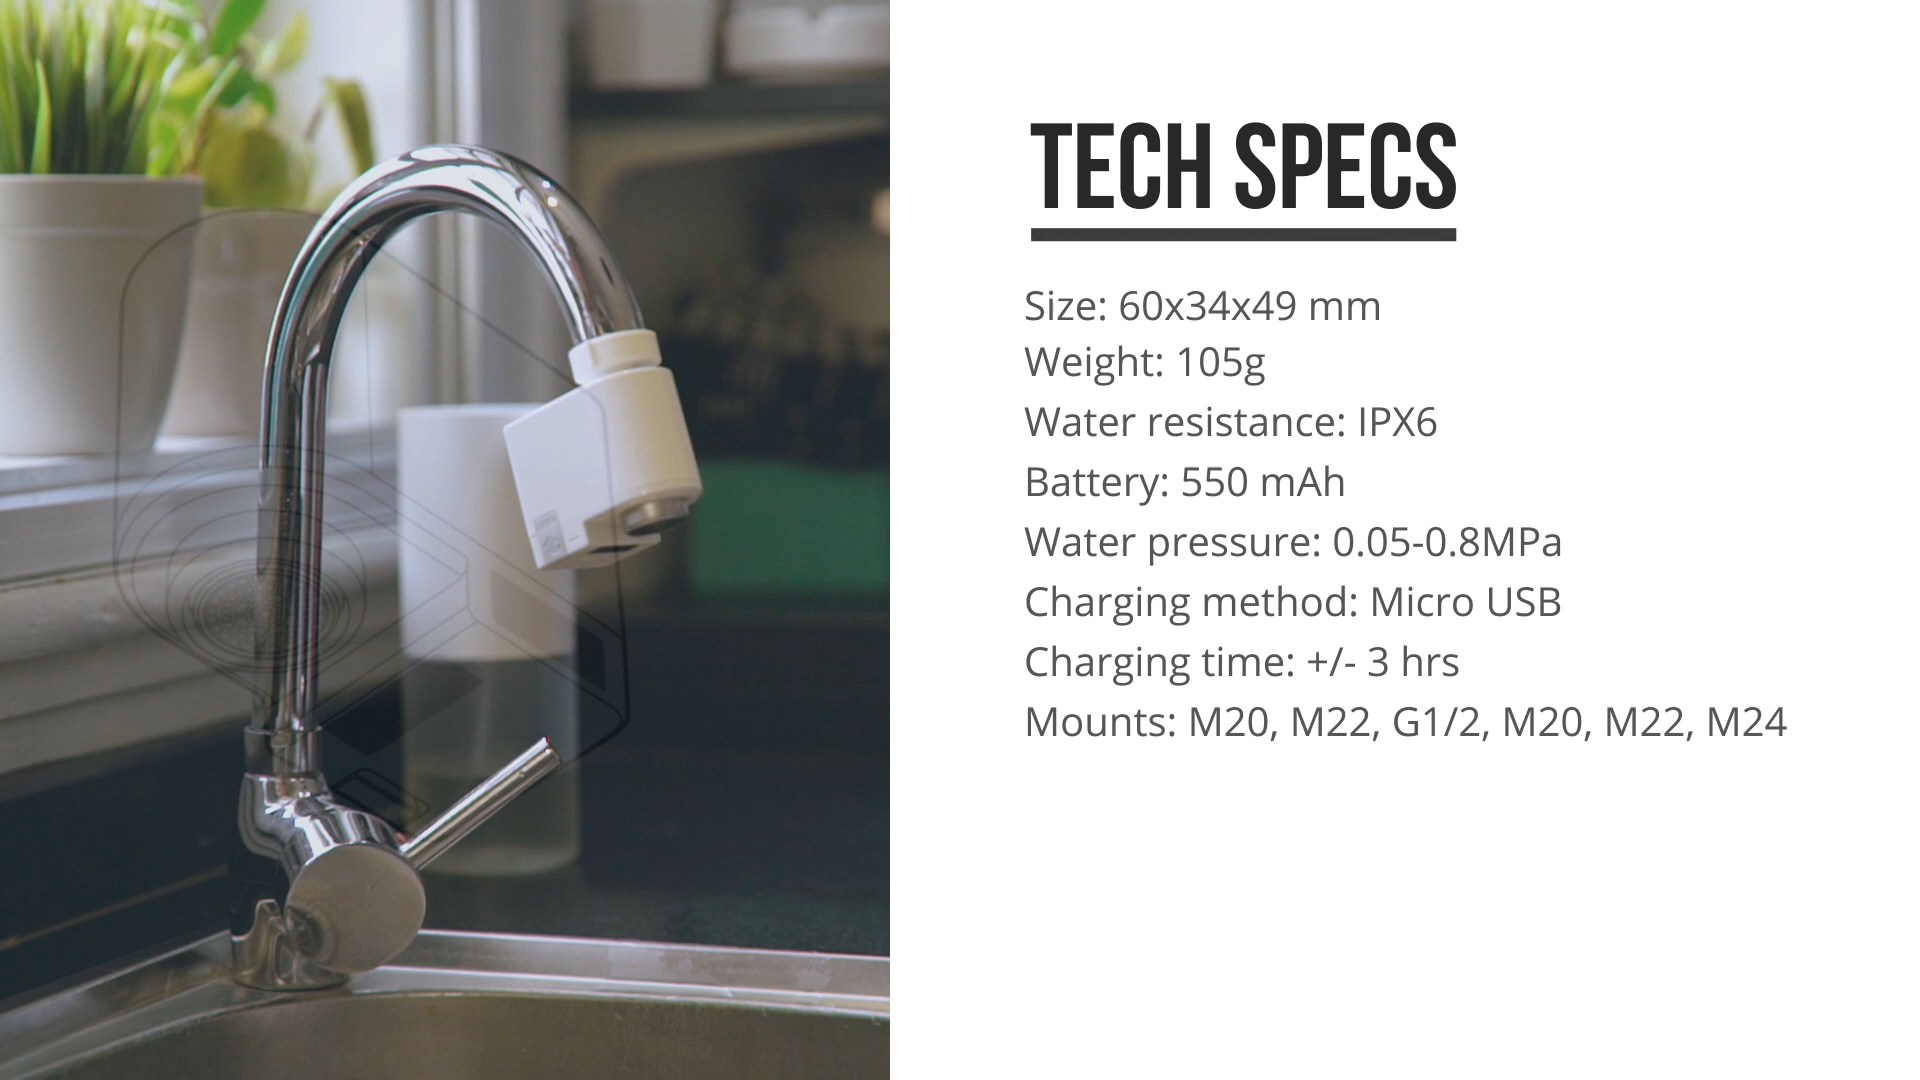 TECH SPECS
Size: 60x34x49 mm
Weight: 105g
Water resistance: IPX6
Battery: 550 mAh
Water pressure: 0.05-0.8MPa
Charging method: Micro USB
Charging time: +/- 3 hrs
Mounts: M20, M22, G1/2, M20, M22, M24